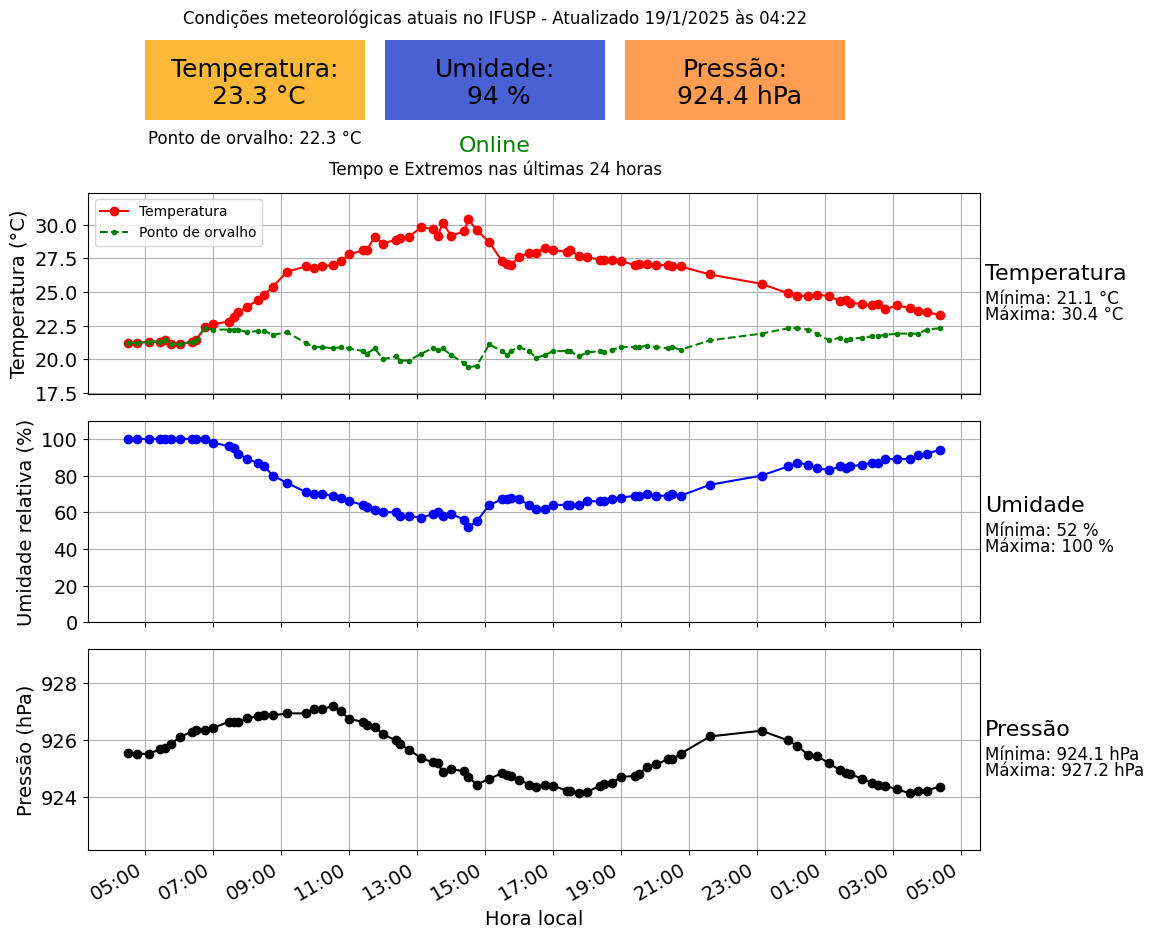 Condições meteorológicas atuais no IFUSP - Atualizado 19/1/2025 às 04:22
Temperatura:
23.3 °C
Umidade:
94 %
Pressão:
924.4 hPa
Ponto de orvalho: 22.3 °C
Online
Tempo e Extremos nas últimas 24 horas
Temperatura (°C)
30.0
27.5
25.0
22.5
20.0
17.5
Temperatura
Ponto de orvalho
Temperatura
Mínima: 21.1 °C
Máxima: 30.4 °C
Umidade relativa (%)
100
80
60
40
20
0
Umidade
Mínima: 52 %
Máxima: 100 %
Pressão (hPa)
928
926
924
Pressão
Mínima: 924.1 hPa
Máxima: 927.2 hPa
05:00
07:00
09:00
11:00
13:00
15:00
17:00
19:00
21:00
23:00
01:00
03:00
05:00
Hora local